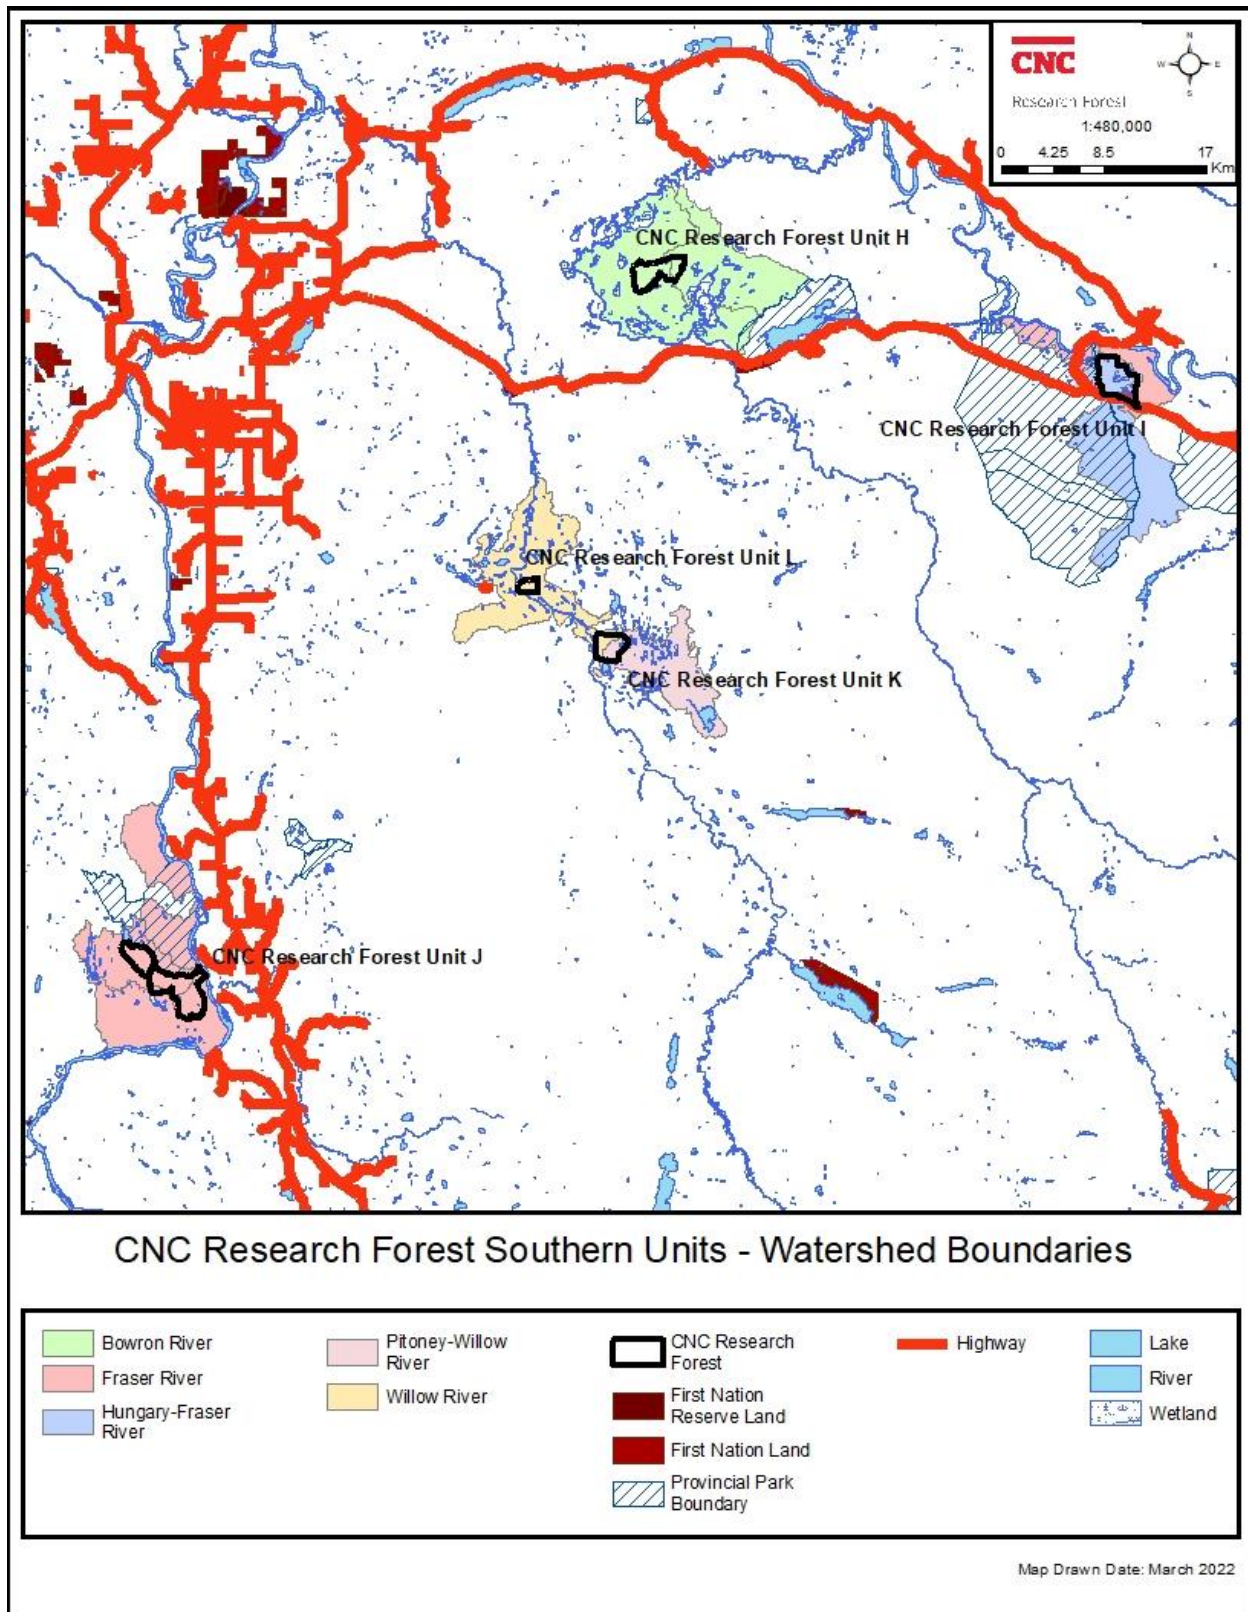 CNC
Research Forest
N
W E
S
1:480,000
0 4.25 8.5 17
Km
CNC Research Forest Unit H
CNC Research Forest Unit I
CNC Research Forest Unit L
CNC Research Forest Unit K
CNC Research Forest Unit J
CNC Research Forest Southern Units - Watershed Boundaries
Bowron River
Fraser River
Hungary-Fraser
River
Pitoney-Willow
River
Willow River
CNC Research
Forest
First Nation
Reserve Land
First Nation Land
Provincial Park
Boundary
Highway
Lake
River
Wetland
Map Drawn Date: March 2022